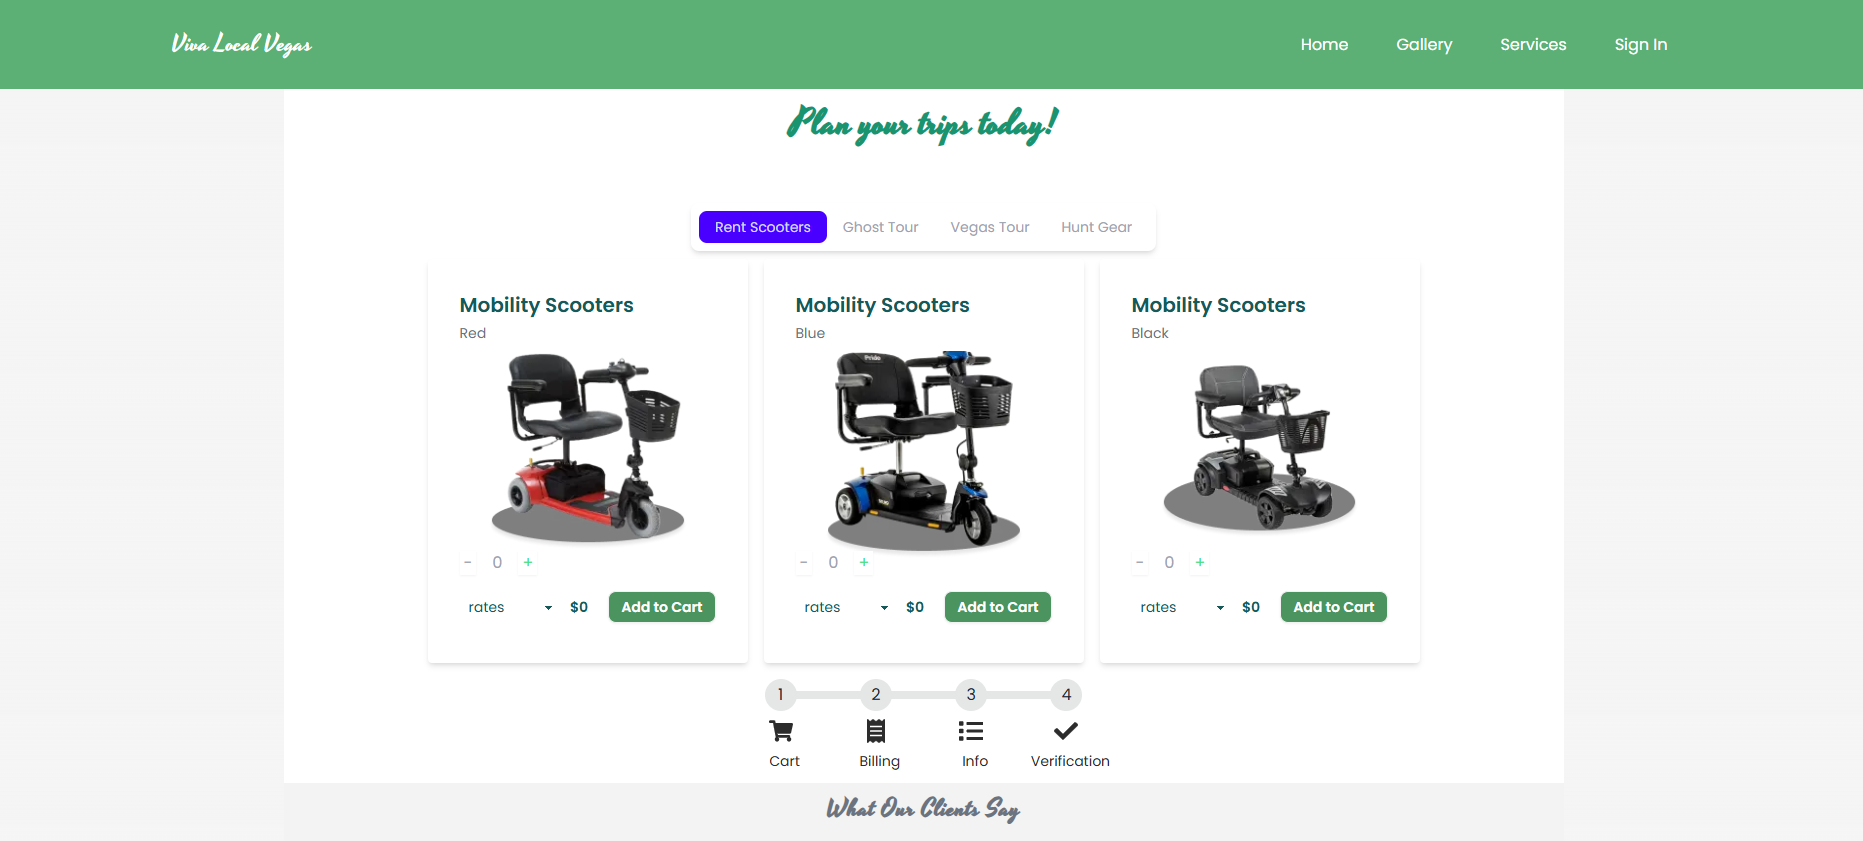 Viva Local Vegas
Home Gallery Services Sign In
Plan your trips today!
Rent Scooters Ghost Tour Vegas Tour Hunt Gear
Mobility Scooters
Red
- 0 +
rates $0 Add to Cart
Mobility Scooters
Blue
Pride
- 0 +
rates $0 Add to Cart
Mobility Scooters
Black
- 0 +
rates $0 Add to Cart
1 2 3 4
Cart Billing Info Verification
What Our Clients Say